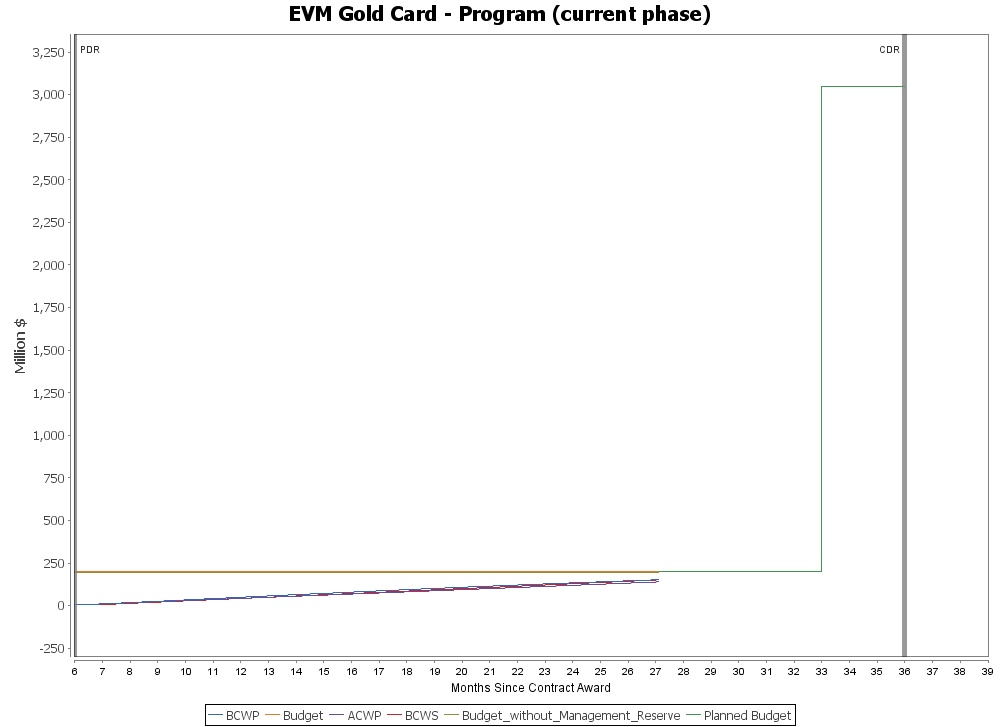 EVM Gold Card - Program (current phase)
PDR
CDR
3,250
3,000
2,750
2,500
2,250
2,000
1,750
1,500
1,250
1,000
750
500
250
0
-250
Million $
6 7 8 9 10 11 12 13 14 15 16 17 18 19 20 21 22 23 24 25 26 27 28 29 30 31 32 33 34 35 36 37 38 39
Months Since Contract Award
BCWP Budget ACWP BCWS Budget_without_Management_Reserve Planned Budget